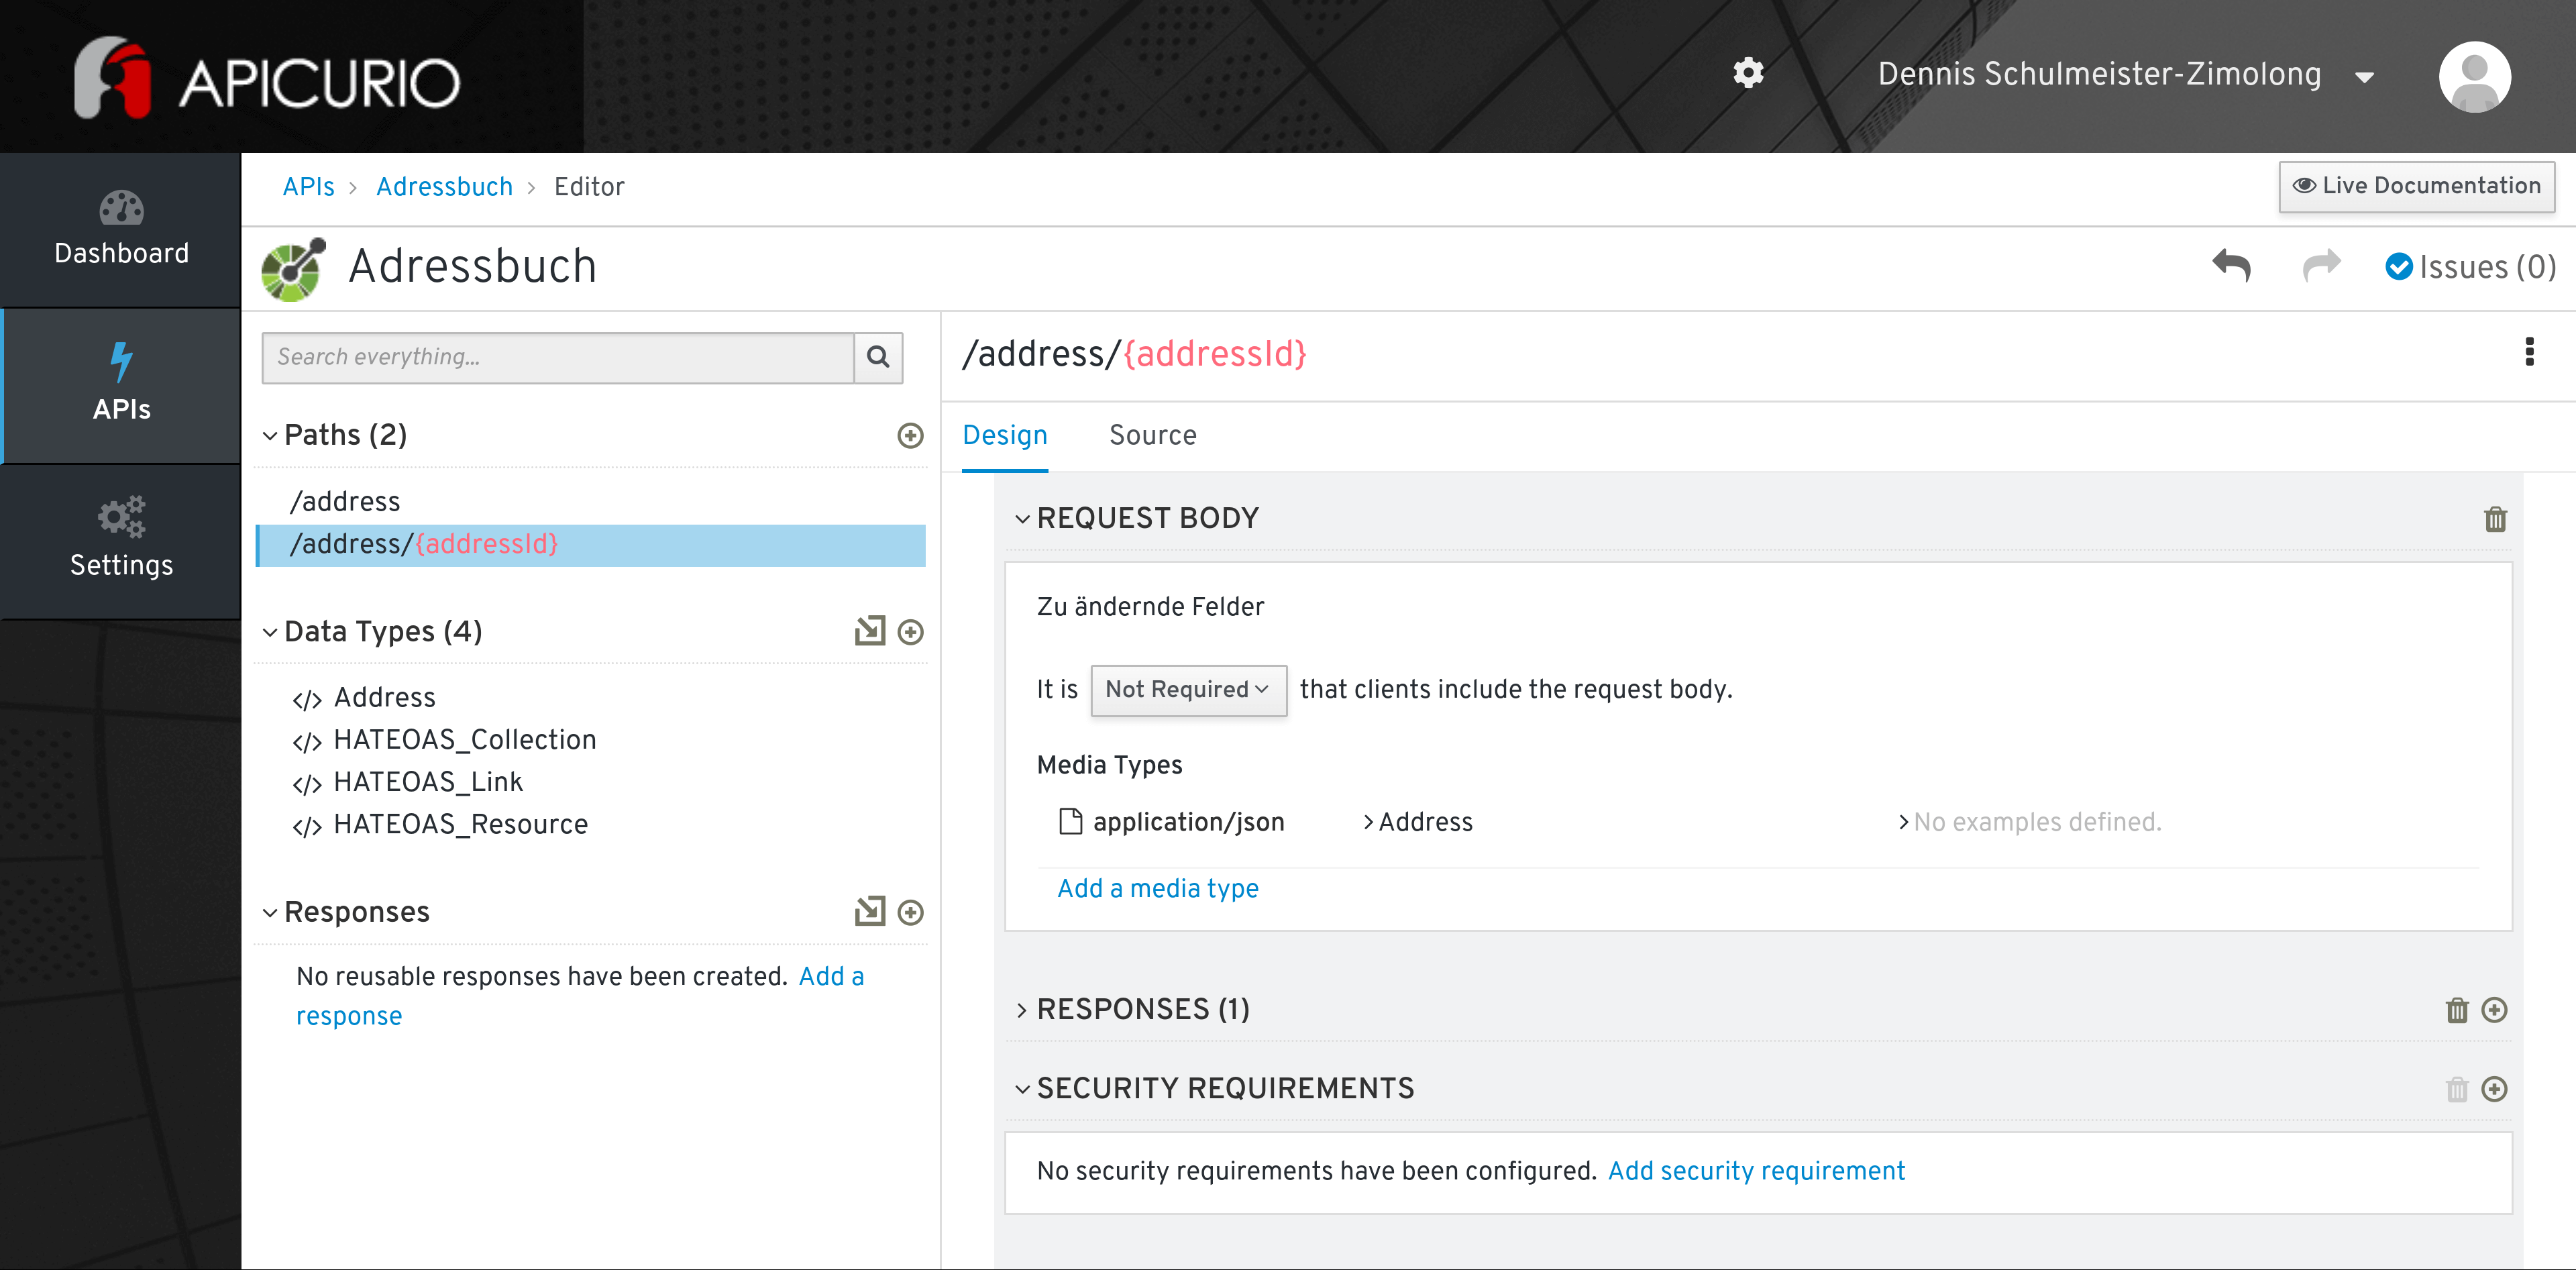 APICURIO
Dennis Schulmeister-Zimolong
Dashboard
APIs
Settings
APIs > Adressbuch > Editor
Live Documentation
Adressbuch
Issues (0)
Search everything...
Paths (2)
/address
/address/{addressId}
Data Types (4)
</> Address
</> HATEOAS_Collection
</> HATEOAS_Link
</> HATEOAS_Resource
Responses
No reusable responses have been created. Add a
response
/address/{addressId}
Design Source
REQUEST BODY
Zu ändernde Felder
It is Not Required that clients include the request body.
Media Types
application/json > Address > No examples defined.
Add a media type
RESPONSES (1)
SECURITY REQUIREMENTS
No security requirements have been configured. Add security requirement